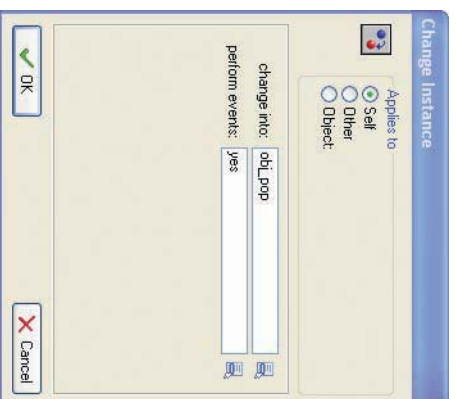 Change Instance
Applies to
Self
Other
Object:
change into: obj_pop
perform events: yes
OK
Cancel